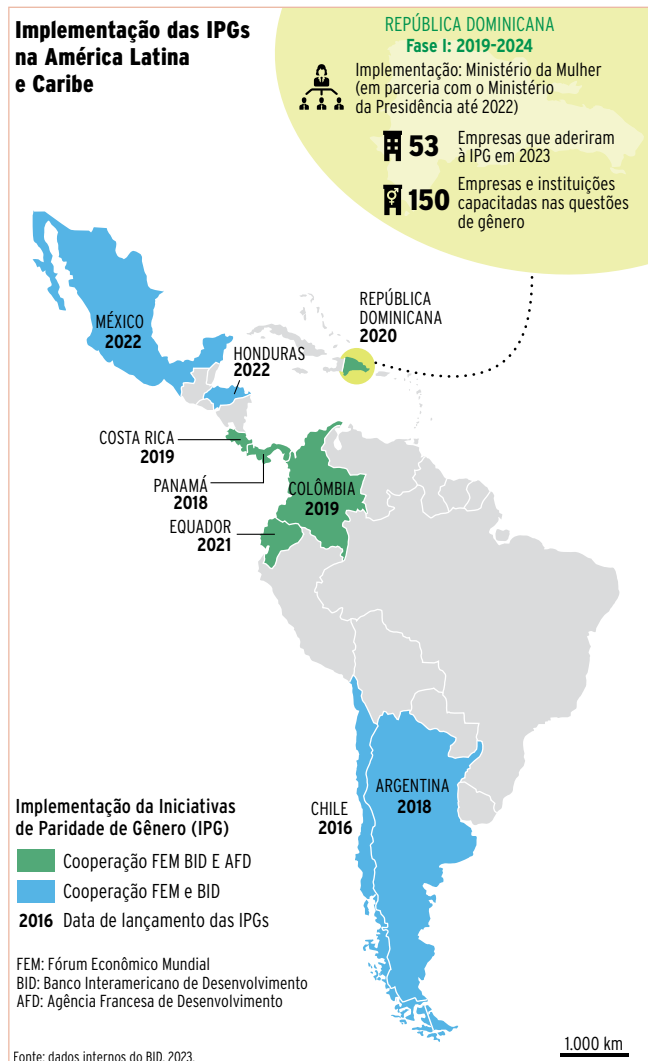 Implementação das IPGs
na América Latina
e Caribe
REPÚBLICA DOMINICANA
Fase I: 2019-2024
Implementação: Ministério da Mulher
(em parceria com o Ministério
da Presidência até 2022)
53 Empresas que aderiram
à IPG em 2023
150 Empresas e instituições
capacitadas nas questões
de gênero
REPÚBLICA
DOMINICANA
2020
MÉXICO
2022
HONDURAS
2022
COSTA RICA
2019
PANAMÁ
2018
COLÔMBIA
2019
EQUADOR
2021
ARGENTINA
2018
CHILE
2016
Implementação da Iniciativas
de Paridade de Gênero (IPG)
Cooperação FEM BID E AFD
Cooperação FEM e BID
2016 Data de lançamento das IPGs
FEM: Fórum Econômico Mundial
BID: Banco Interamericano de Desenvolvimento
AFD: Agência Francesa de Desenvolvimento
Fonte: dados internos do BID, 2023.
1.000 km